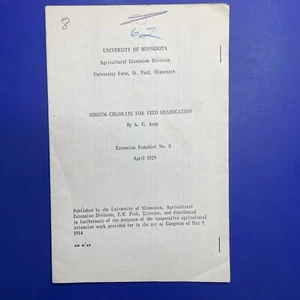 8
62
UNIVERSITY OF MINNESOTA
Agricultural Extension Division
University Farm, St. Paul, Minnesota
SODIUM CHLORATE FOR WEED ERADICATION
By A. C. Arny
Extension Pamphlet No. 8
April 1929
Published by the University of Minnesota, Agricultural
Extension Division, F.W. Peck, Director, and distributed
in furtherance of the purposes of the cooperative agricultural
extension work provided for in the act of Congress of May 8
1914